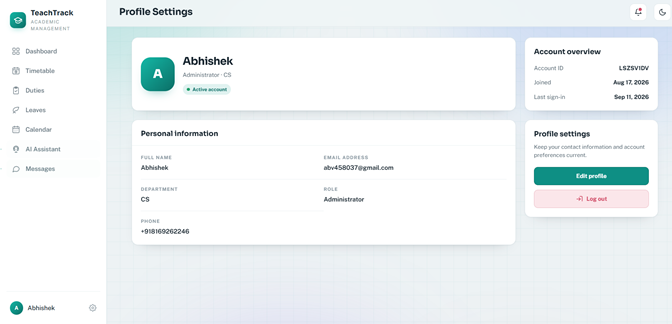 TeachTrack
ACADEMIC
MANAGEMENT
Dashboard
Timetable
Duties
Leaves
Calendar
AI Assistant
Messages
A
Abhishek
Profile Settings
A
Abhishek
Administrator · CS
Active account
Personal information
FULL NAME
Abhishek
EMAIL ADDRESS
abv458037@gmail.com
DEPARTMENT
CS
ROLE
Administrator
PHONE
+918169262246
Account overview
Account ID LSZSVIDV
Joined Aug 17, 2026
Last sign-in Sep 11, 2026
Profile settings
Keep your contact information and account
preferences current.
Edit profile
Log out